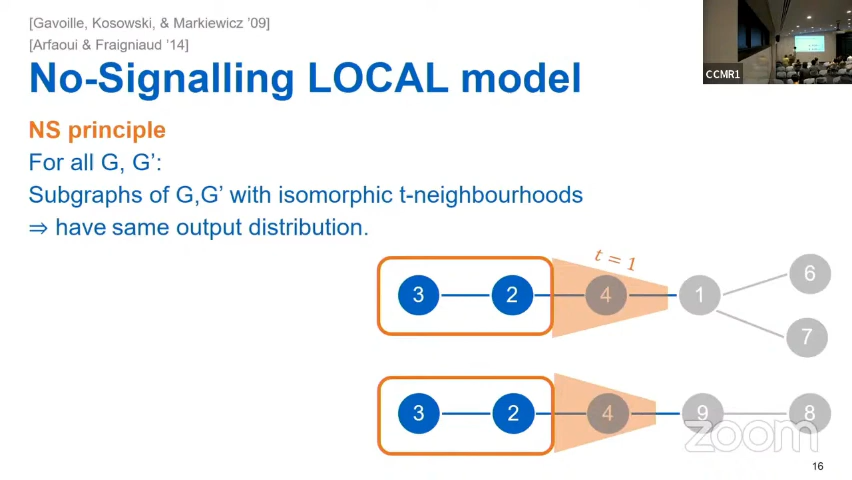 [Gavoille, Kosowski, & Markiewicz '09]
[Arfaoui & Fraigniaud '14]
No-Signalling LOCAL model
CCMR1
NS principle
For all G, G':
Subgraphs of G,G' with isomorphic t-neighbourhoods
⇒ have same output distribution.
t = 1
3 2 4 1 6
7
3 2 4 9 8
zoom
16